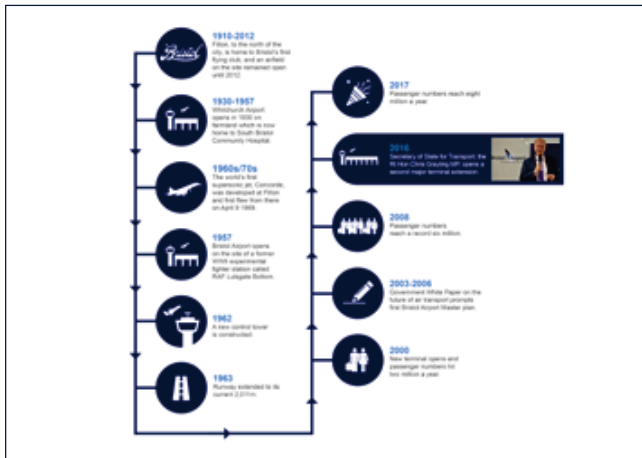 Bristol
1910-2012
Filton, to the north of the
city, is home to Bristol's first
flying club, and an airfield
on the site remained open
until 2012.
1930-1957
Whitchurch Airport
opens in 1930 on
farmland which is now
home to South Bristol
Community Hospital.
1960s/70s
The world's first
supersonic jet, Concorde,
was developed at Filton
and first flew from there
on April 9 1969.
1957
Bristol Airport opens
on the site of a former
WWII experimental
fighter station called
RAF Lulsgate Bottom.
1962
A new control tower
is constructed.
1963
Runway extended to its
current 2,011m.
2017
Passenger numbers reach eight
million a year.
2016
Secretary of State for Transport, the
Rt Hon Chris Grayling MP, opens a
second major terminal extension.
2008
Passenger numbers
reach a record six million.
2003-2006
Government White Paper on the
future of air transport prompts
first Bristol Airport Master plan.
2000
New terminal opens and
passenger numbers hit
two million a year.